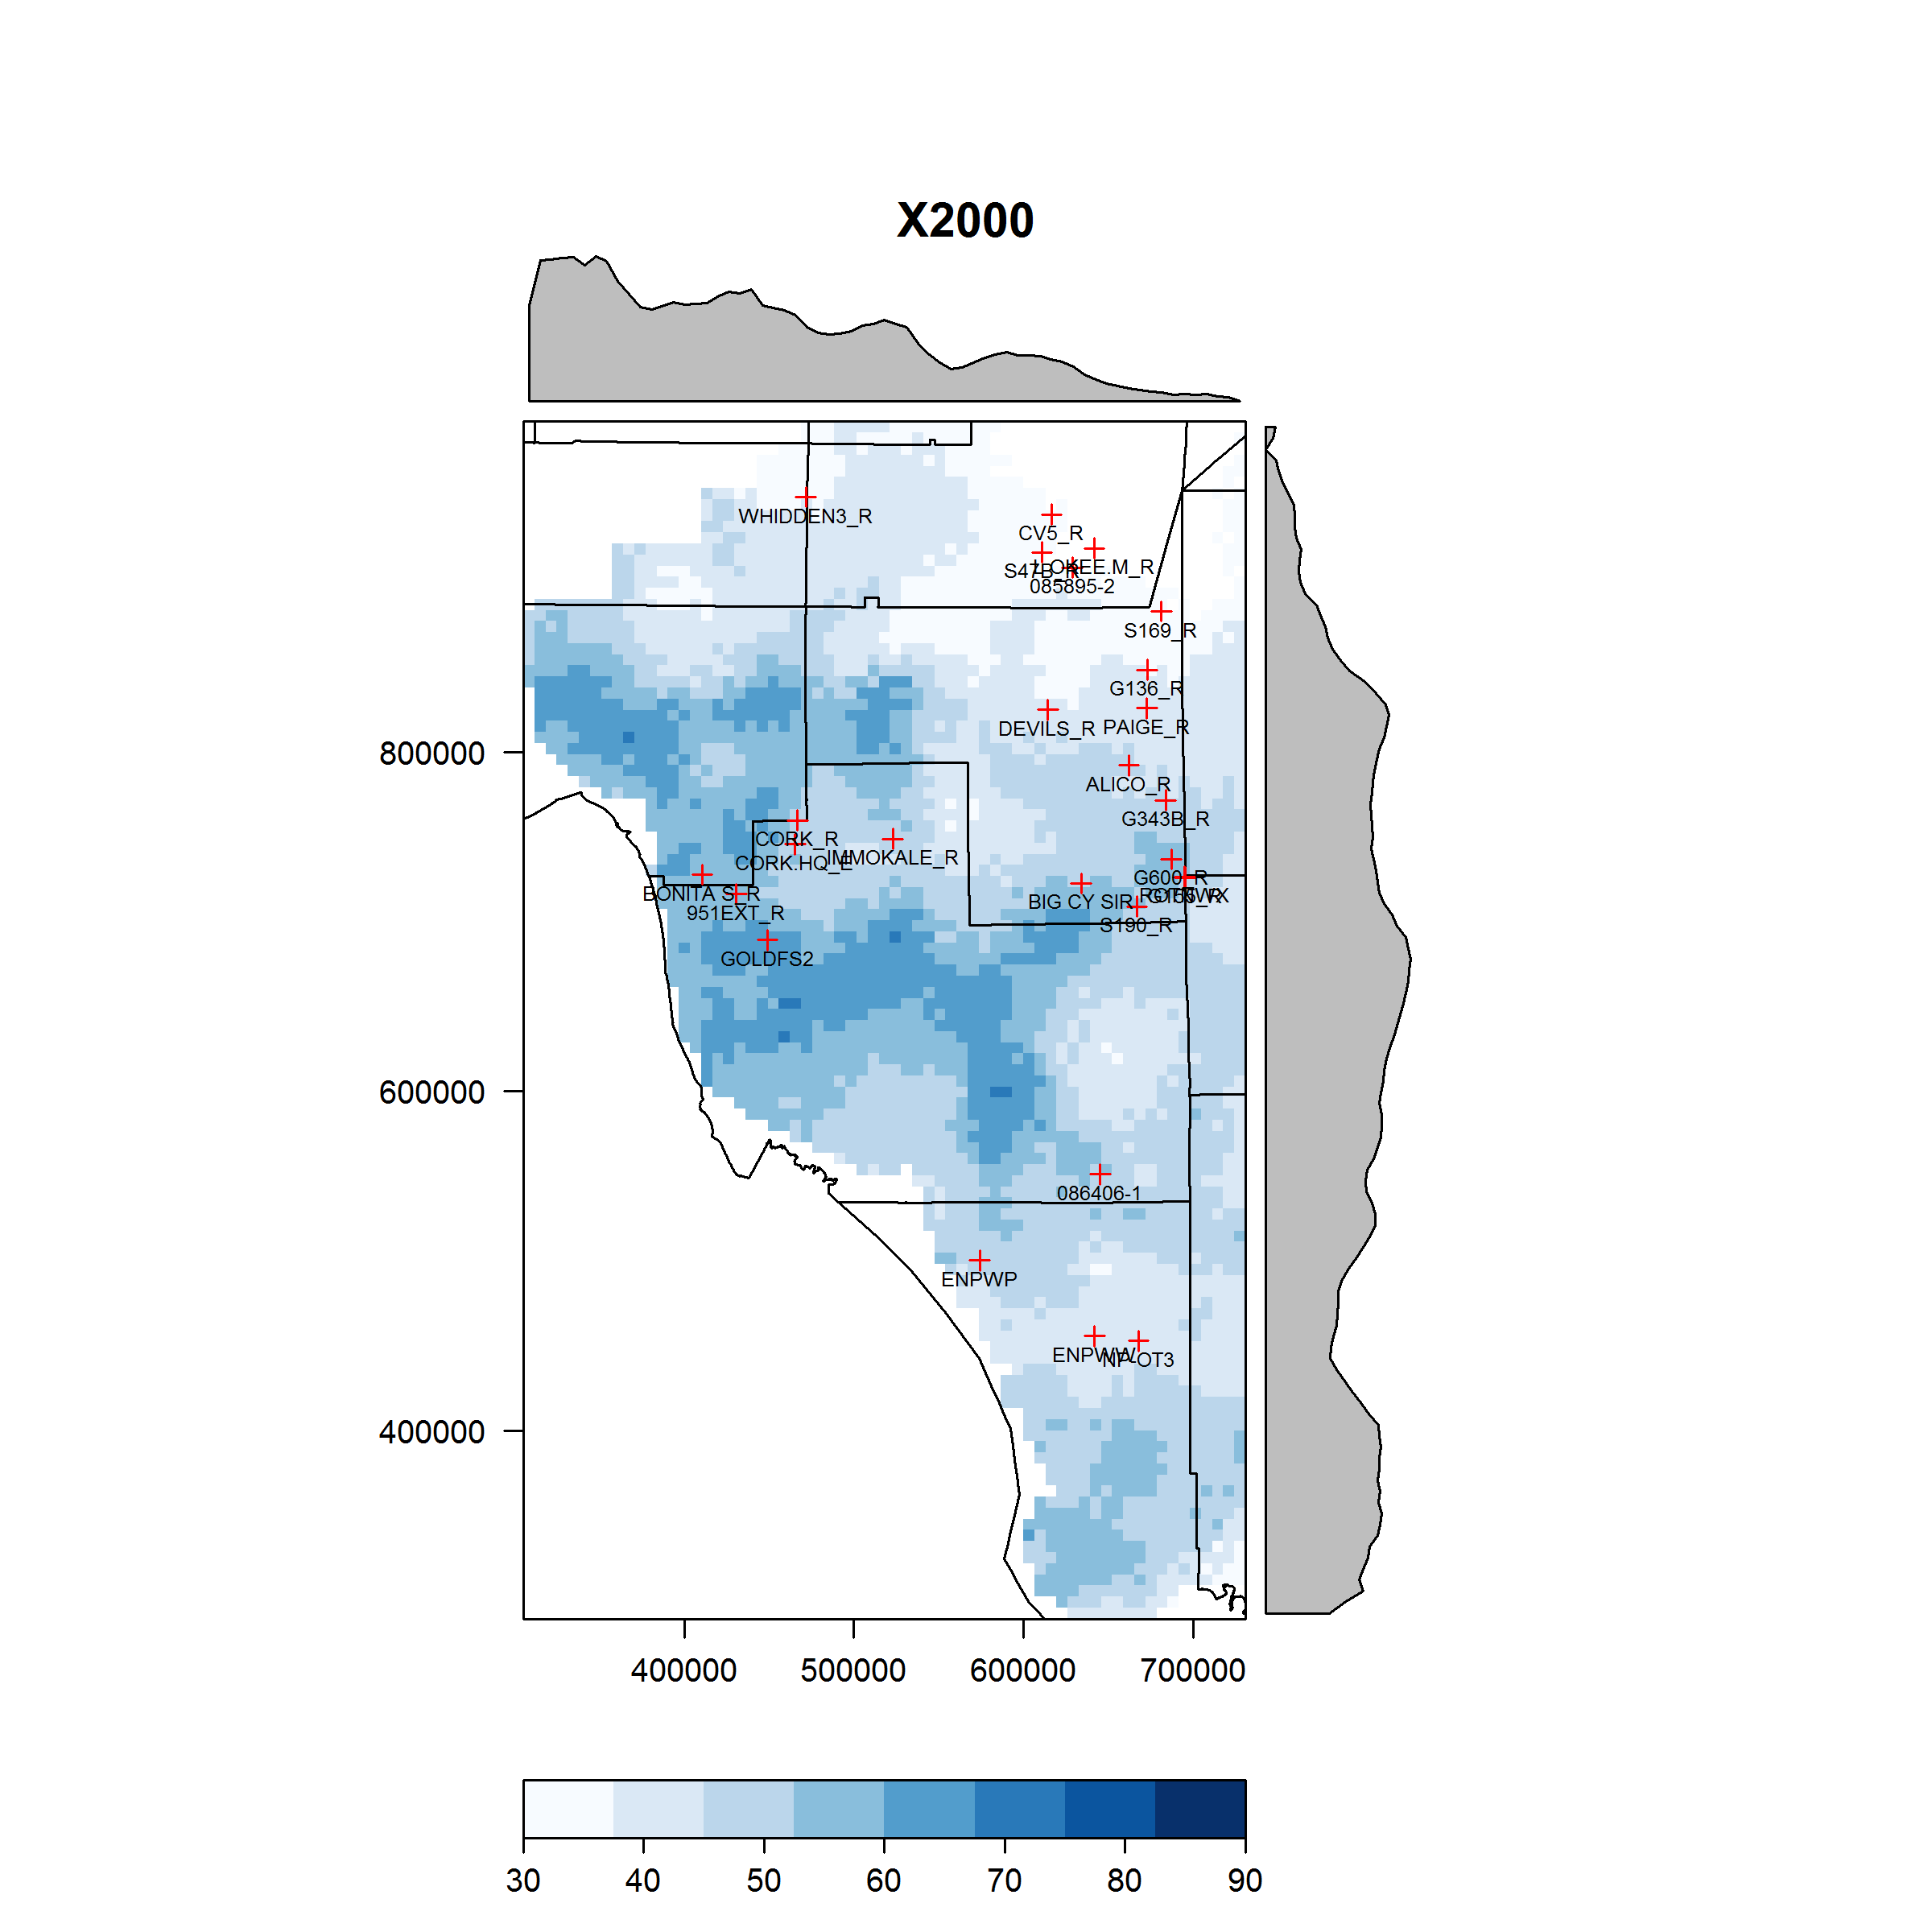 X2000
WHIDDEN3_R
CV5_R
L OKEE.M_R
S47B_R
085895-2
S169_R
G136_R
DEVILS_R
PAIGE_R
800000
ALICO_R
G343B_R
CORK_R
CORK.HQ_E
IMMOKALE_R
G600_R
BONITA S_R
BIG CY SIR
951EXT_R
S190_R
GOLDFS2
600000
086406-1
ENPWP
ENPWW
NP-OT3
400000
400000 500000 600000 700000
30 40 50 60 70 80 90